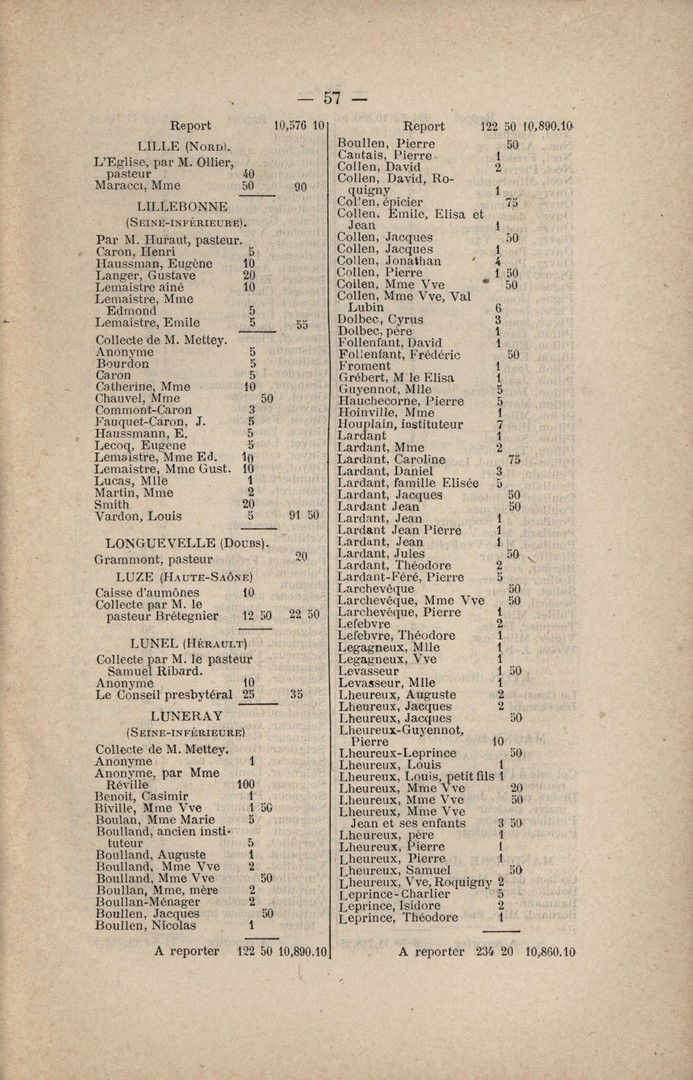 — 57 —
Report 10,576 10
LILLE (NORD).
L'Eglise, par M. Ollier,
pasteur 40
Maracci, Mme 50 90
LILLEBONNE
(SEINE-INFÉRIEURE).
Par M. Huraut, pasteur.
Caron, Henri 5
Haussman, Eugène 10
Langer, Gustave 20
Lemaistre ainé 10
Lemaistre, Mme
Edmond 5
Lemaistre, Emile 5 55
Collecte de M. Mettey.
Anonyme 5
Bourdon 5
Caron 5
Catherine, Mme 10
Chauvel, Mme 50
Commont-Caron 3
Fauquet-Caron, J. 5
Haussmann, E. 5
Lecoq, Eugène 5
Lemaistre, Mme Ed. 10
Lemaistre, Mme Gust. 10
Lucas, Mlle 1
Martin, Mme 2
Smith 20
Vardon, Louis 5 91 50
LONGUEVELLE (DOUBS).
Grammont, pasteur 20
LUZE (HAUTE-SAÔNE)
Caisse d'aumônes 10
Collecte par M. le
pasteur Brétegnier 12 50 22 50
LUNEL (HÉRAULT)
Collecte par M. le pasteur
Samuel Ribard.
Anonyme 10
Le Conseil presbytéral 25 35
LUNERAY
(SEINE-INFÉRIEURE)
Collecte de M. Mettey.
Anonyme 1
Anonyme, par Mme
Réville 100
Benoit, Casimir 1
Biville, Mme Vve 1 50
Boulan, Mme Marie 5
Boulland, ancien insti-
tuteur 5
Boulland, Auguste 1
Boulland, Mme Vve 2
Boulland, Mme Vve 50
Boullan, Mme, mère 2
Boullan-Ménager 2
Boullen, Jacques 50
Boullen, Nicolas 1
A reporter 122 50 10,890.10
Report 122 50 10,890.10
Boullen, Pierre 50
Cantais, Pierre 1
Collen, David 2
Collen, David, Ro-
quigny 1
Col'en, épicier 75
Collen, Emile, Elisa et
Jean 1
Collen, Jacques 50
Collen, Jacques 1
Collen, Jonathan 4
Collen, Pierre 1 50
Collen, Mme Vve 50
Collen, Mme Vve, Val
Lubin 6
Dolbec, Cyrus 3
Dolbec, père 1
Follenfant, David 1
Follenfant, Frédéric 50
Froment 1
Grébert, M'le Elisa 1
Guyennot, Mlle 5
Hauchecorne, Pierre 5
Hoinville, Mme 1
Houplain, instituteur 7
Lardant 1
Lardant, Mme 2
Lardant, Caroline 75
Lardant, Daniel 3
Lardant, famille Elisée 5
Lardant, Jacques 50
Lardant Jean 50
Lardant, Jean 1
Lardant Jean Pierre 1
Lardant, Jean 1
Lardant, Jules 50
Lardant, Théodore 2
Lardant-Féré, Pierre 5
Larchevêque 50
Larchevêque, Mme Vve 50
Larchevêque, Pierre 1
Lefebvre 2
Lefebvre, Théodore 1
Legagneux, Mlle 1
Legagneux, Vve 1
Levasseur 1 50
Levasseur, Mlle 1
Lheureux, Auguste 2
Lheureux, Jacques 2
Lheureux, Jacques 50
Lheureux-Guyennot,
Pierre 10
Lheureux-Leprince 50
Lheureux, Louis 1
Lheureux, Louis, petit fils 1
Lheureux, Mme Vve 20
Lheureux, Mme Vve 50
Lheureux, Mme Vve
Jean et ses enfants 3 50
Lheureux, père 1
Lheureux, Pierre 1
Lheureux, Pierre 1
Lheureux, Samuel 50
Lheureux, Vve, Roquigny 2
Leprince-Charlier 5
Leprince, Isidore 2
Leprince, Théodore 1
A reporter 234 20 10,860.10